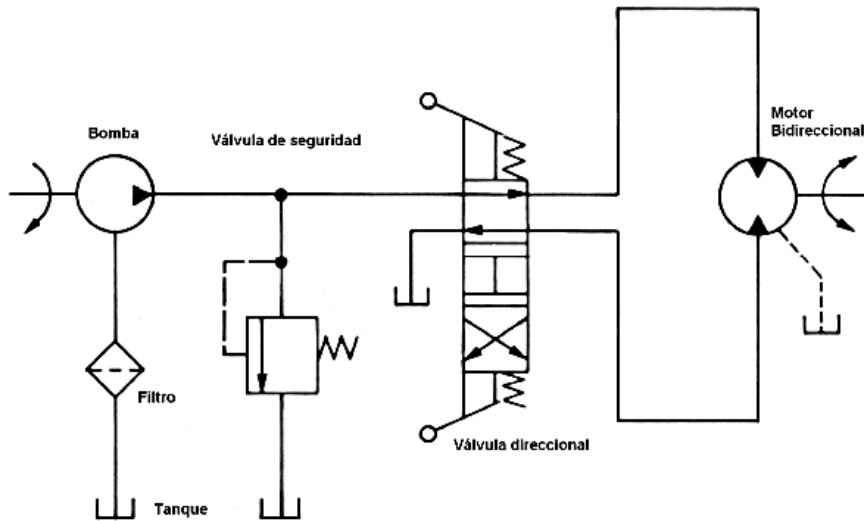 Bomba
Válvula de seguridad
Motor
Bidireccional
Filtro
Válvula direccional
Tanque